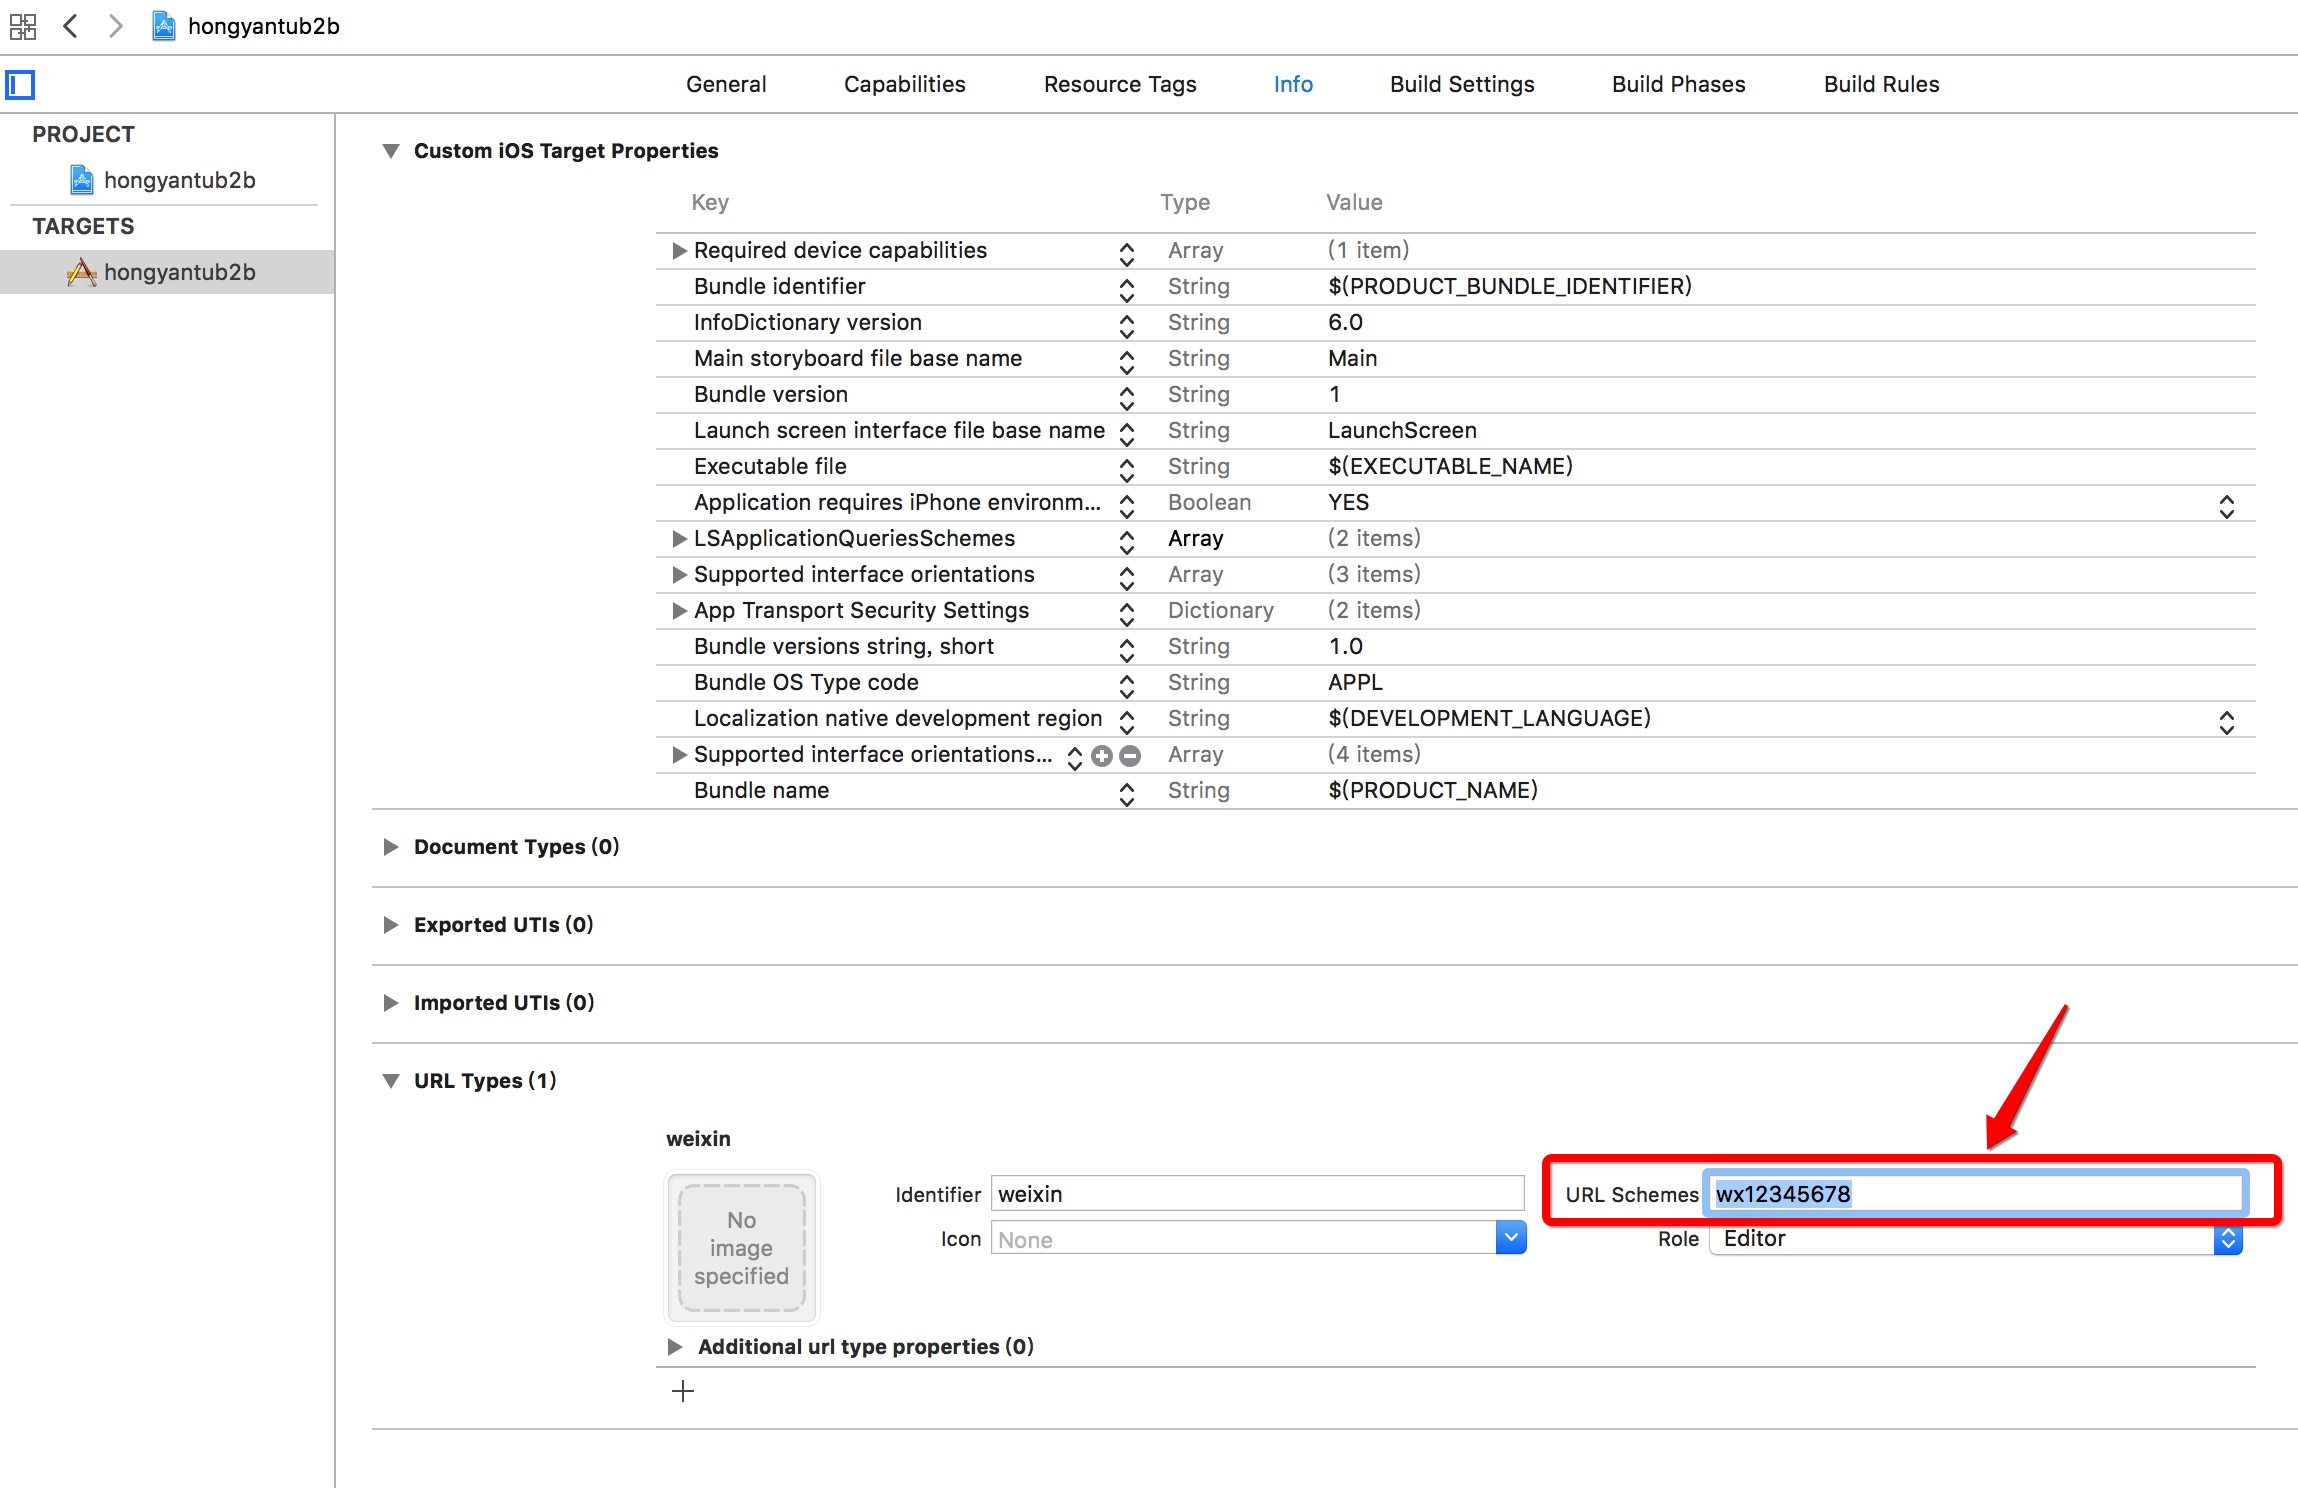 hongyantub2b
General Capabilities Resource Tags Info Build Settings Build Phases Build Rules
PROJECT
hongyantub2b
TARGETS
hongyantub2b
Custom iOS Target Properties
Key Type Value
Required device capabilities Array (1 item)
Bundle identifier String $(PRODUCT_BUNDLE_IDENTIFIER)
InfoDictionary version String 6.0
Main storyboard file base name String Main
Bundle version String 1
Launch screen interface file base name String LaunchScreen
Executable file String $(EXECUTABLE_NAME)
Application requires iPhone environm... Boolean YES
LSApplicationQueriesSchemes Array (2 items)
Supported interface orientations Array (3 items)
App Transport Security Settings Dictionary (2 items)
Bundle versions string, short String 1.0
Bundle OS Type code String APPL
Localization native development region String $(DEVELOPMENT_LANGUAGE)
Supported interface orientations... Array (4 items)
Bundle name String $(PRODUCT_NAME)
Document Types (0)
Exported UTIs (0)
Imported UTIs (0)
URL Types (1)
weixin
No
image
specified
Identifier weixin URL Schemes wx12345678
Icon None Role Editor
Additional url type properties (0)